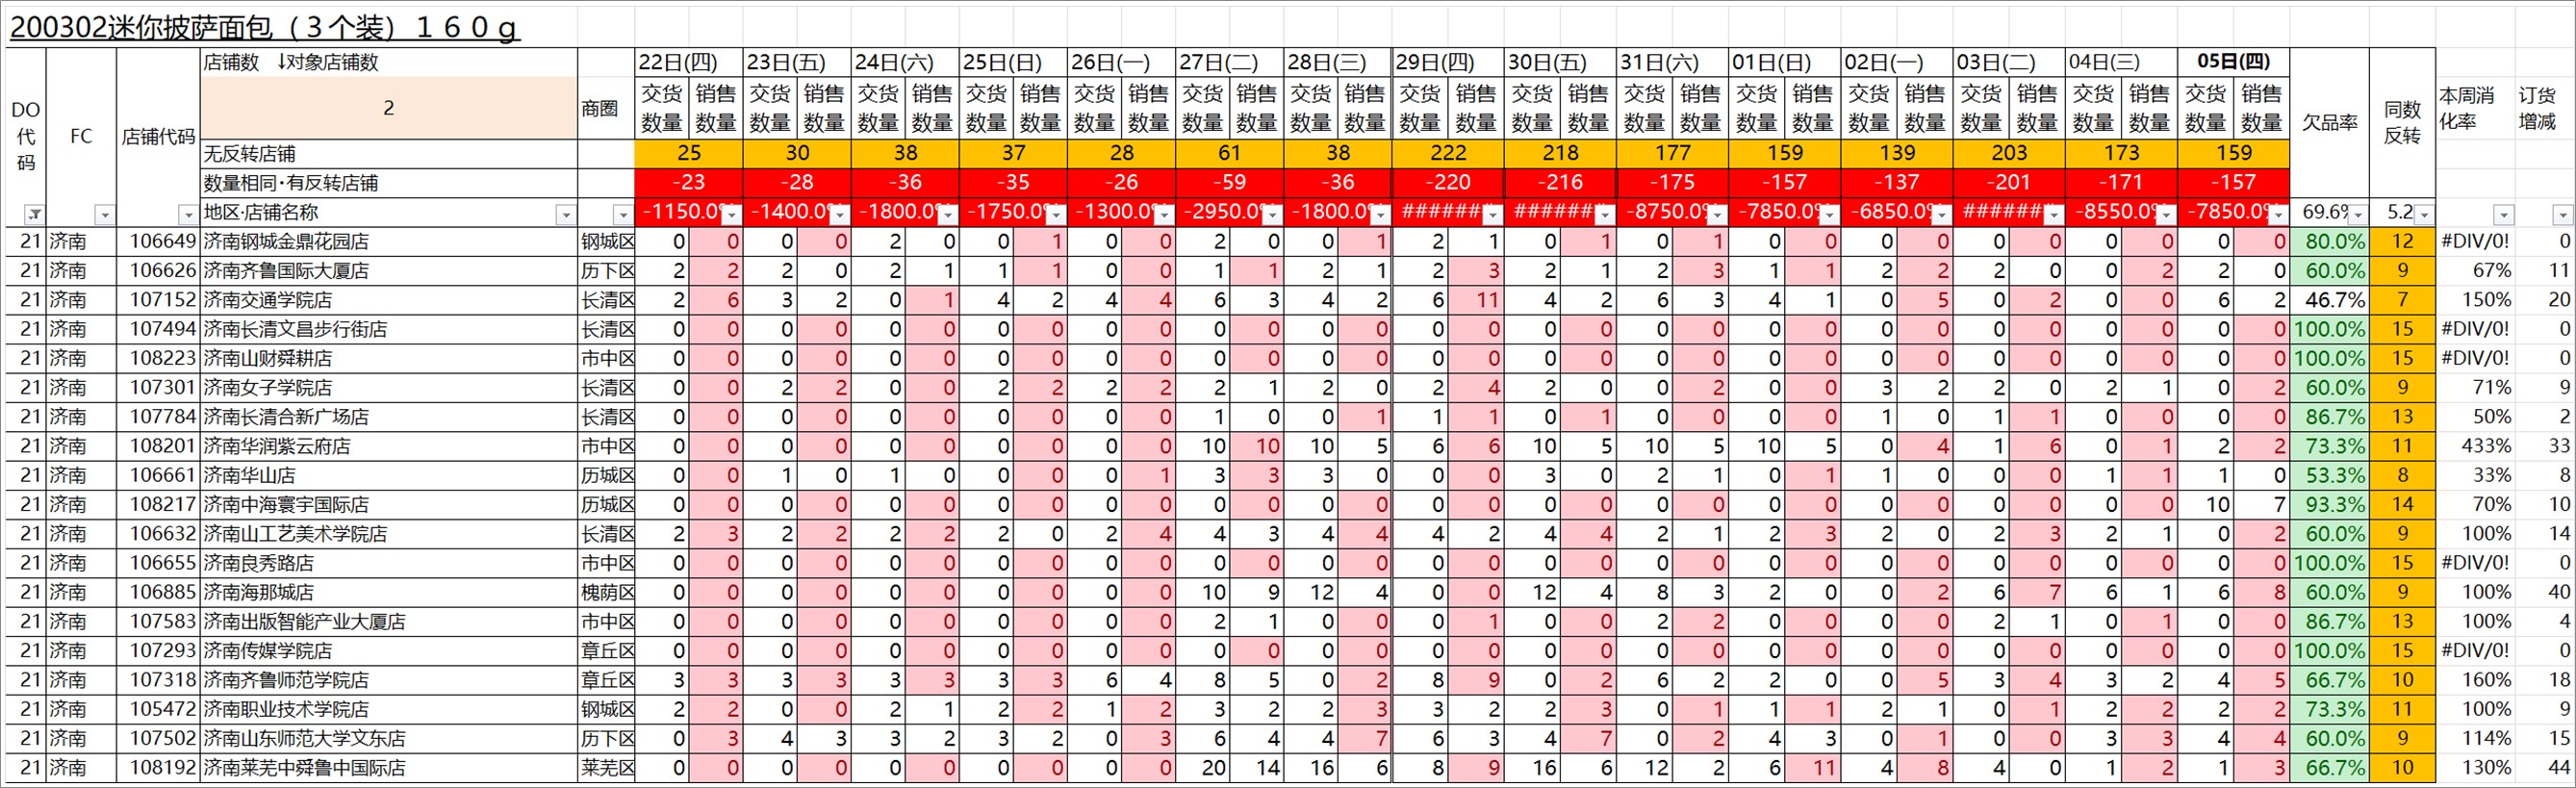 200302迷你披萨面包（３个装）１６０ｇ
店铺数 ↓对象店铺数 22日(四) 23日(五) 24日(六) 25日(日) 26日(一) 27日(二) 28日(三) 29日(四) 30日(五) 31日(六) 01日(日) 02日(一) 03日(二) 04日(三) 05日(四)
DO代码 FC 店铺代码 2 商圈 交货数量 销售数量 交货数量 销售数量 交货数量 销售数量 交货数量 销售数量 交货数量 销售数量 交货数量 销售数量 交货数量 销售数量 交货数量 销售数量 交货数量 销售数量 交货数量 销售数量 交货数量 销售数量 交货数量 销售数量 交货数量 销售数量 交货数量 销售数量 交货数量 销售数量 欠品率 同数反转 本周消化率 订货增减
无反转店铺 25 30 38 37 28 61 38 222 218 177 159 139 203 173 159
数量相同·有反转店铺 -23 -28 -36 -35 -26 -59 -36 -220 -216 -175 -157 -137 -201 -171 -157
地区·店铺名称 -1150.0% -1400.0% -1800.0% -1750.0% -1300.0% -2950.0% -1800.0% ####### ####### -8750.0% -7850.0% -6850.0% ####### -8550.0% -7850.0% 69.6% 5.2
21 济南 106649 济南钢城金鼎花园店 钢城区 0 0 0 0 2 0 0 1 0 0 2 0 0 1 2 1 0 1 0 1 0 0 0 0 0 0 0 0 0 0 80.0% 12 #DIV/0! 0
21 济南 106626 济南齐鲁国际大厦店 历下区 2 2 2 0 2 1 1 1 0 0 1 1 2 1 2 3 2 1 2 3 1 1 2 2 2 0 0 2 2 0 60.0% 9 67% 11
21 济南 107152 济南交通学院店 长清区 2 6 3 2 0 1 4 2 4 4 6 3 4 2 6 11 4 2 6 3 4 1 0 5 0 2 0 0 6 2 46.7% 7 150% 20
21 济南 107494 济南长清文昌步行街店 长清区 0 0 0 0 0 0 0 0 0 0 0 0 0 0 0 0 0 0 0 0 0 0 0 0 0 0 0 0 0 0 100.0% 15 #DIV/0! 0
21 济南 108223 济南山财舜耕店 市中区 0 0 0 0 0 0 0 0 0 0 0 0 0 0 0 0 0 0 0 0 0 0 0 0 0 0 0 0 0 0 100.0% 15 #DIV/0! 0
21 济南 107301 济南女子学院店 长清区 0 0 2 2 0 0 2 2 2 2 2 1 2 0 2 4 2 0 0 2 0 0 3 2 2 0 2 1 0 2 60.0% 9 71% 9
21 济南 107784 济南长清合新广场店 长清区 0 0 0 0 0 0 0 0 0 0 1 0 0 1 1 1 0 1 0 0 0 0 1 0 1 1 0 0 0 0 86.7% 13 50% 2
21 济南 108201 济南华润紫云府店 市中区 0 0 0 0 0 0 0 0 0 0 10 10 10 5 6 6 10 5 10 5 10 5 0 4 1 6 0 1 2 2 73.3% 11 433% 33
21 济南 106661 济南华山店 历城区 0 0 1 0 1 0 0 0 0 1 3 3 3 0 0 0 3 0 2 1 0 1 1 0 0 0 1 1 1 0 53.3% 8 33% 8
21 济南 108217 济南中海寰宇国际店 历城区 0 0 0 0 0 0 0 0 0 0 0 0 0 0 0 0 0 0 0 0 0 0 0 0 0 0 0 0 10 7 93.3% 14 70% 10
21 济南 106632 济南山工艺美术学院店 长清区 2 3 2 2 2 2 2 0 2 4 4 3 4 4 4 2 4 4 2 1 2 3 2 0 2 3 2 1 0 2 60.0% 9 100% 14
21 济南 106655 济南良秀路店 市中区 0 0 0 0 0 0 0 0 0 0 0 0 0 0 0 0 0 0 0 0 0 0 0 0 0 0 0 0 0 0 100.0% 15 #DIV/0! 0
21 济南 106885 济南海那城店 槐荫区 0 0 0 0 0 0 0 0 0 0 10 9 12 4 0 0 12 4 8 3 2 0 0 2 6 7 6 1 6 8 60.0% 9 100% 40
21 济南 107583 济南出版智能产业大厦店 市中区 0 0 0 0 0 0 0 0 0 0 2 1 0 0 0 1 0 0 2 2 0 0 0 0 2 1 0 1 0 0 86.7% 13 100% 4
21 济南 107293 济南传媒学院店 章丘区 0 0 0 0 0 0 0 0 0 0 0 0 0 0 0 0 0 0 0 0 0 0 0 0 0 0 0 0 0 0 100.0% 15 #DIV/0! 0
21 济南 107318 济南齐鲁师范学院店 章丘区 3 3 3 3 3 3 3 3 6 4 8 5 0 2 8 9 0 2 6 2 2 0 0 5 3 4 3 2 4 5 66.7% 10 160% 18
21 济南 105472 济南职业技术学院店 钢城区 2 2 0 0 2 1 2 2 1 2 3 2 2 3 3 2 2 3 0 1 1 1 2 1 0 1 2 2 2 2 73.3% 11 100% 9
21 济南 107502 济南山东师范大学文东店 历下区 0 3 4 3 3 2 3 2 0 3 6 4 4 7 6 3 4 7 0 2 4 3 0 1 0 0 3 3 4 4 60.0% 9 114% 15
21 济南 108192 济南莱芜中舜鲁中国际店 莱芜区 0 0 0 0 0 0 0 0 0 0 20 14 16 6 8 9 16 6 12 2 6 11 4 8 4 0 1 2 1 3 66.7% 10 130% 44